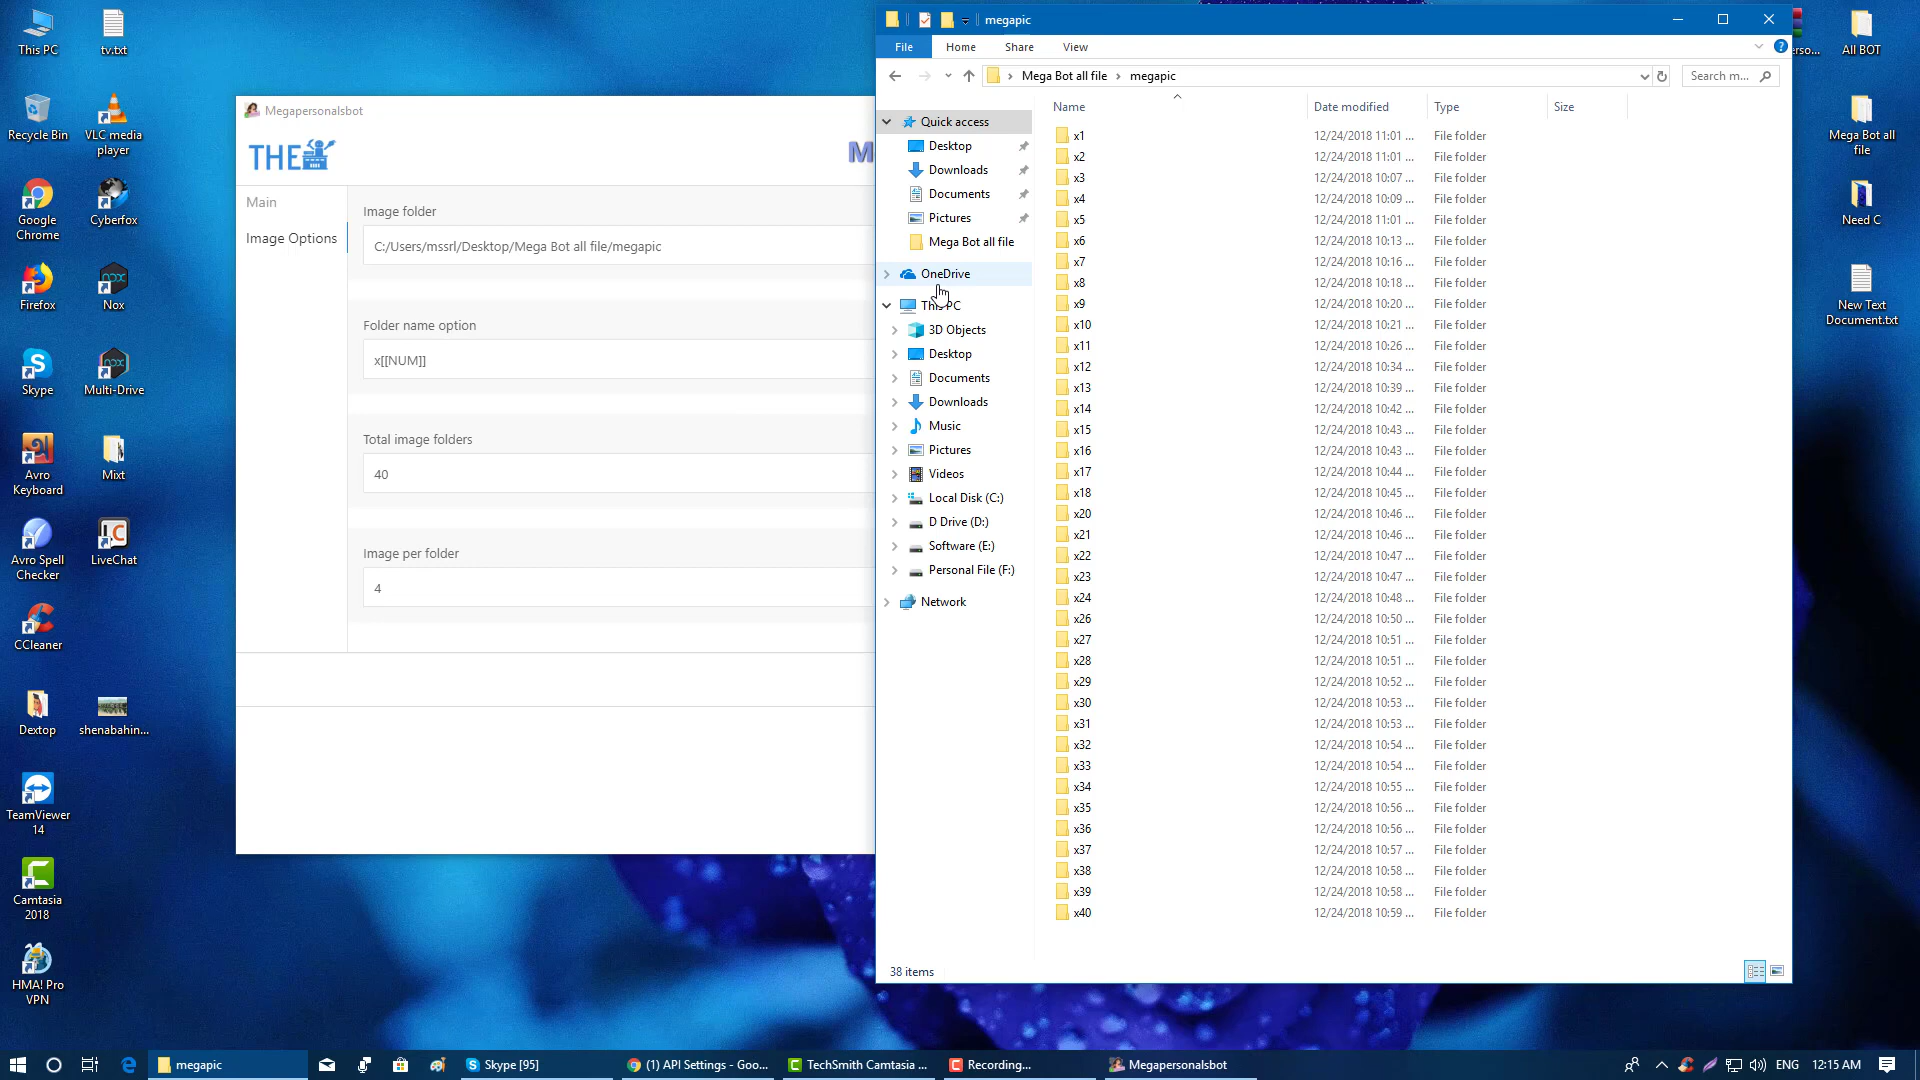 This PC
tv.txt
Recycle Bin
VLC media
player
Google
Chrome
Cyberfox
Firefox
Nox
Skype
Multi-Drive
Avro
Keyboard
Mixt
Avro Spell
Checker
LiveChat
CCleaner
Dextop
shenabahin...
TeamViewer
14
Camtasia
2018
HMA! Pro
VPN
Megapersonalsbot
THE
M
Main
Image Options
Image folder
C:/Users/mssrl/Desktop/Mega Bot all file/megapic
Folder name option
x[[NUM]]
Total image folders
40
Image per folder
4
megapic
File
Home
Share
View
Mega Bot all file
megapic
Search m...
Quick access
Desktop
Downloads
Documents
Pictures
Mega Bot all file
OneDrive
This PC
3D Objects
Desktop
Documents
Downloads
Music
Pictures
Videos
Local Disk (C:)
D Drive (D:)
Software (E:)
Personal File (F:)
Network
Name Date modified Type Size
x1 12/24/2018 11:01 ... File folder
x2 12/24/2018 11:01 ... File folder
x3 12/24/2018 10:07 ... File folder
x4 12/24/2018 10:09 ... File folder
x5 12/24/2018 11:01 ... File folder
x6 12/24/2018 10:13 ... File folder
x7 12/24/2018 10:16 ... File folder
x8 12/24/2018 10:18 ... File folder
x9 12/24/2018 10:20 ... File folder
x10 12/24/2018 10:21 ... File folder
x11 12/24/2018 10:26 ... File folder
x12 12/24/2018 10:34 ... File folder
x13 12/24/2018 10:39 ... File folder
x14 12/24/2018 10:42 ... File folder
x15 12/24/2018 10:43 ... File folder
x16 12/24/2018 10:43 ... File folder
x17 12/24/2018 10:44 ... File folder
x18 12/24/2018 10:45 ... File folder
x20 12/24/2018 10:46 ... File folder
x21 12/24/2018 10:46 ... File folder
x22 12/24/2018 10:47 ... File folder
x23 12/24/2018 10:47 ... File folder
x24 12/24/2018 10:48 ... File folder
x26 12/24/2018 10:50 ... File folder
x27 12/24/2018 10:51 ... File folder
x28 12/24/2018 10:51 ... File folder
x29 12/24/2018 10:52 ... File folder
x30 12/24/2018 10:53 ... File folder
x31 12/24/2018 10:53 ... File folder
x32 12/24/2018 10:54 ... File folder
x33 12/24/2018 10:54 ... File folder
x34 12/24/2018 10:55 ... File folder
x35 12/24/2018 10:56 ... File folder
x36 12/24/2018 10:56 ... File folder
x37 12/24/2018 10:57 ... File folder
x38 12/24/2018 10:58 ... File folder
x39 12/24/2018 10:58 ... File folder
x40 12/24/2018 10:59 ... File folder
38 items
erso...
All BOT
Mega Bot all
file
Need C
New Text
Document.txt
megapic
Skype [95]
(1) API Settings - Goo...
TechSmith Camtasia ...
Recording...
Megapersonalsbot
ENG
12:15 AM